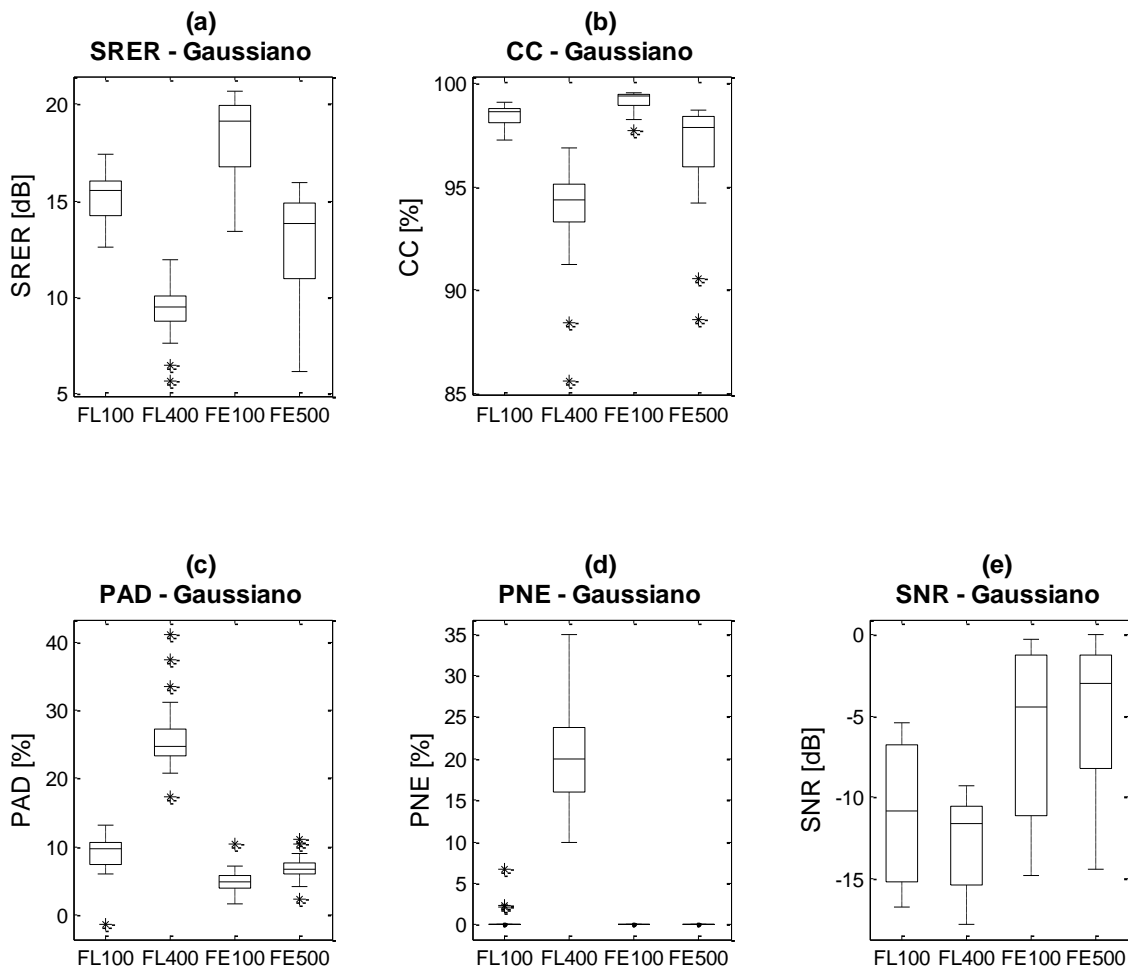 (a)
SRER - Gaussiano
20
15
10
5
SRER [dB]
FL100 FL400 FE100 FE500
(b)
CC - Gaussiano
100
95
90
85
CC [%]
FL100 FL400 FE100 FE500
(c)
PAD - Gaussiano
40
30
20
10
0
PAD [%]
FL100 FL400 FE100 FE500
(d)
PNE - Gaussiano
35
30
25
20
15
10
5
0
PNE [%]
FL100 FL400 FE100 FE500
(e)
SNR - Gaussiano
0
-5
-10
-15
SNR [dB]
FL100 FL400 FE100 FE500